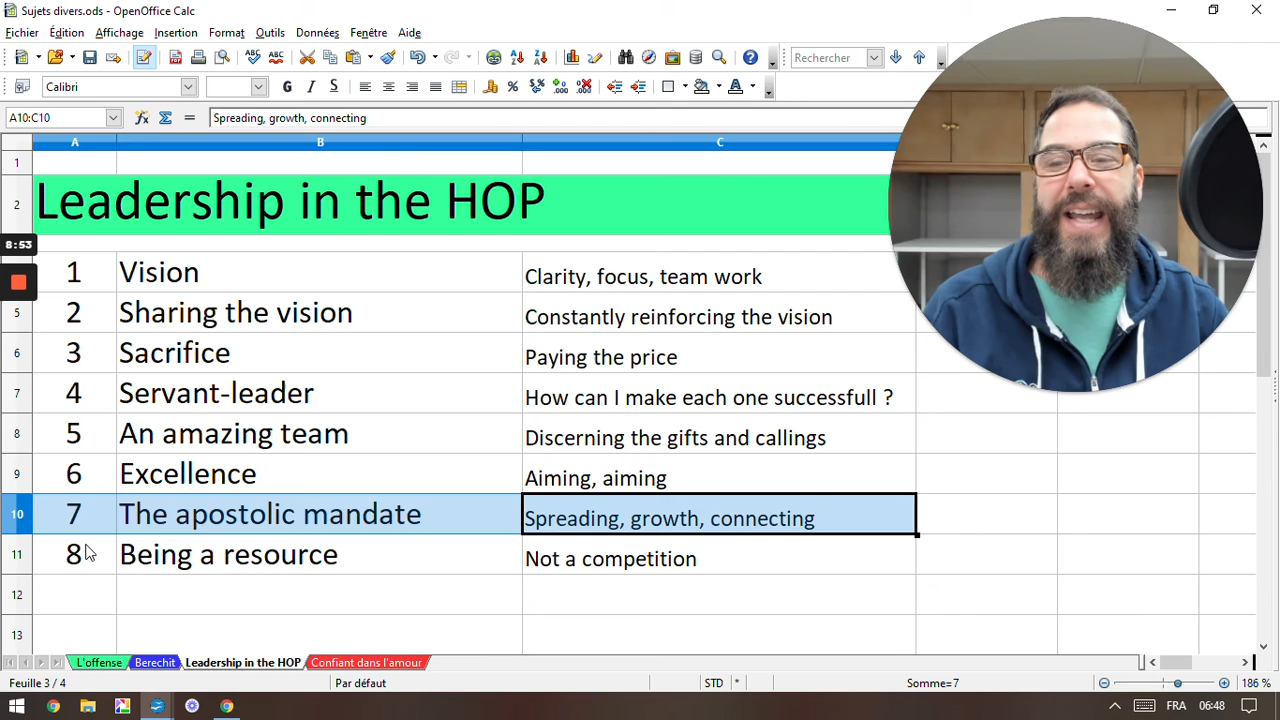 Sujets divers.ods - OpenOffice Calc
Fichier Édition Affichage Insertion Format Outils Données Fenêtre Aide
Rechercher
Calibri G I S
A10:C10 Spreading, growth, connecting
A B C
1
2 Leadership in the HOP
8:53
1 Vision Clarity, focus, team work
5 2 Sharing the vision Constantly reinforcing the vision
6 3 Sacrifice Paying the price
7 4 Servant-leader How can I make each one successfull ?
8 5 An amazing team Discerning the gifts and callings
9 6 Excellence Aiming, aiming
10 7 The apostolic mandate Spreading, growth, connecting
11 8 Being a resource Not a competition
12
13
L'offense Berechit Leadership in the HOP Confiant dans l'amour
Feuille 3 / 4 Par défaut STD * Somme=7 186 %
FRA 06:48